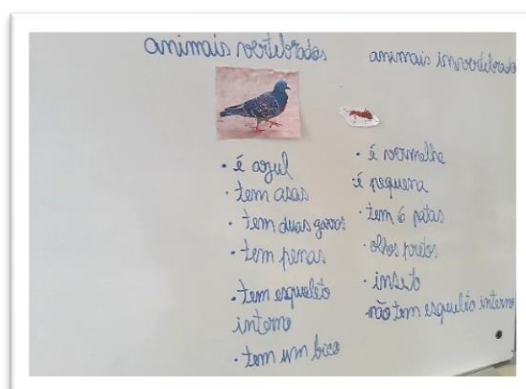 animais vertebrados
· é azul
· tem asas
· tem duas garras
· tem penas
· tem esqueleto
interno
· tem um bico
animais invertebrados
· é vermelha
· é pequena
· tem 6 patas
· olhos pretos
· inseto
· não tem esqueleto interno